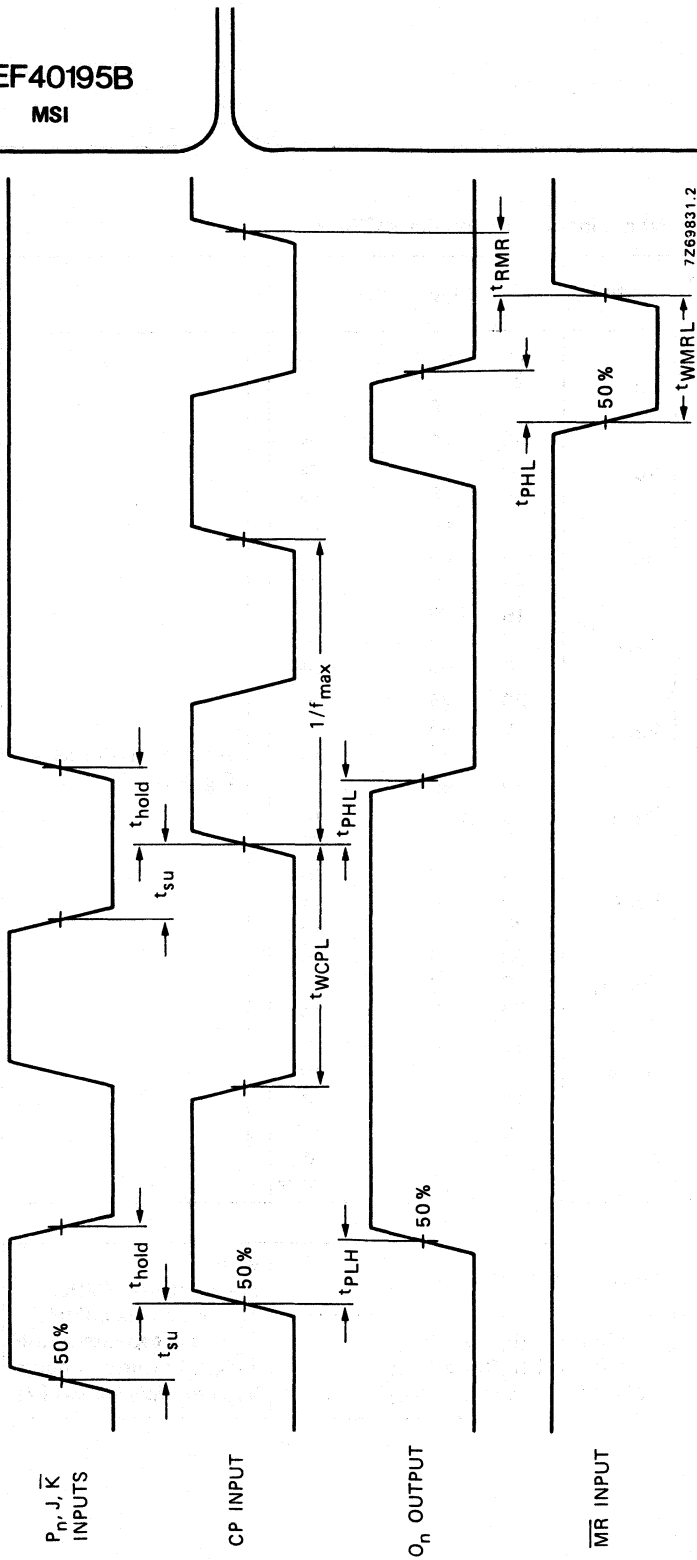 EF40195B
MSI
Pn, J, K̅
INPUTS
50%
tsu
thold
tsu
thold
CP INPUT
50%
tWCPL
1/fmax
tPLH
tPHL
On OUTPUT
50%
tPHL
tRMR
M̅R̅ INPUT
50%
tWMRL
7Z69831.2